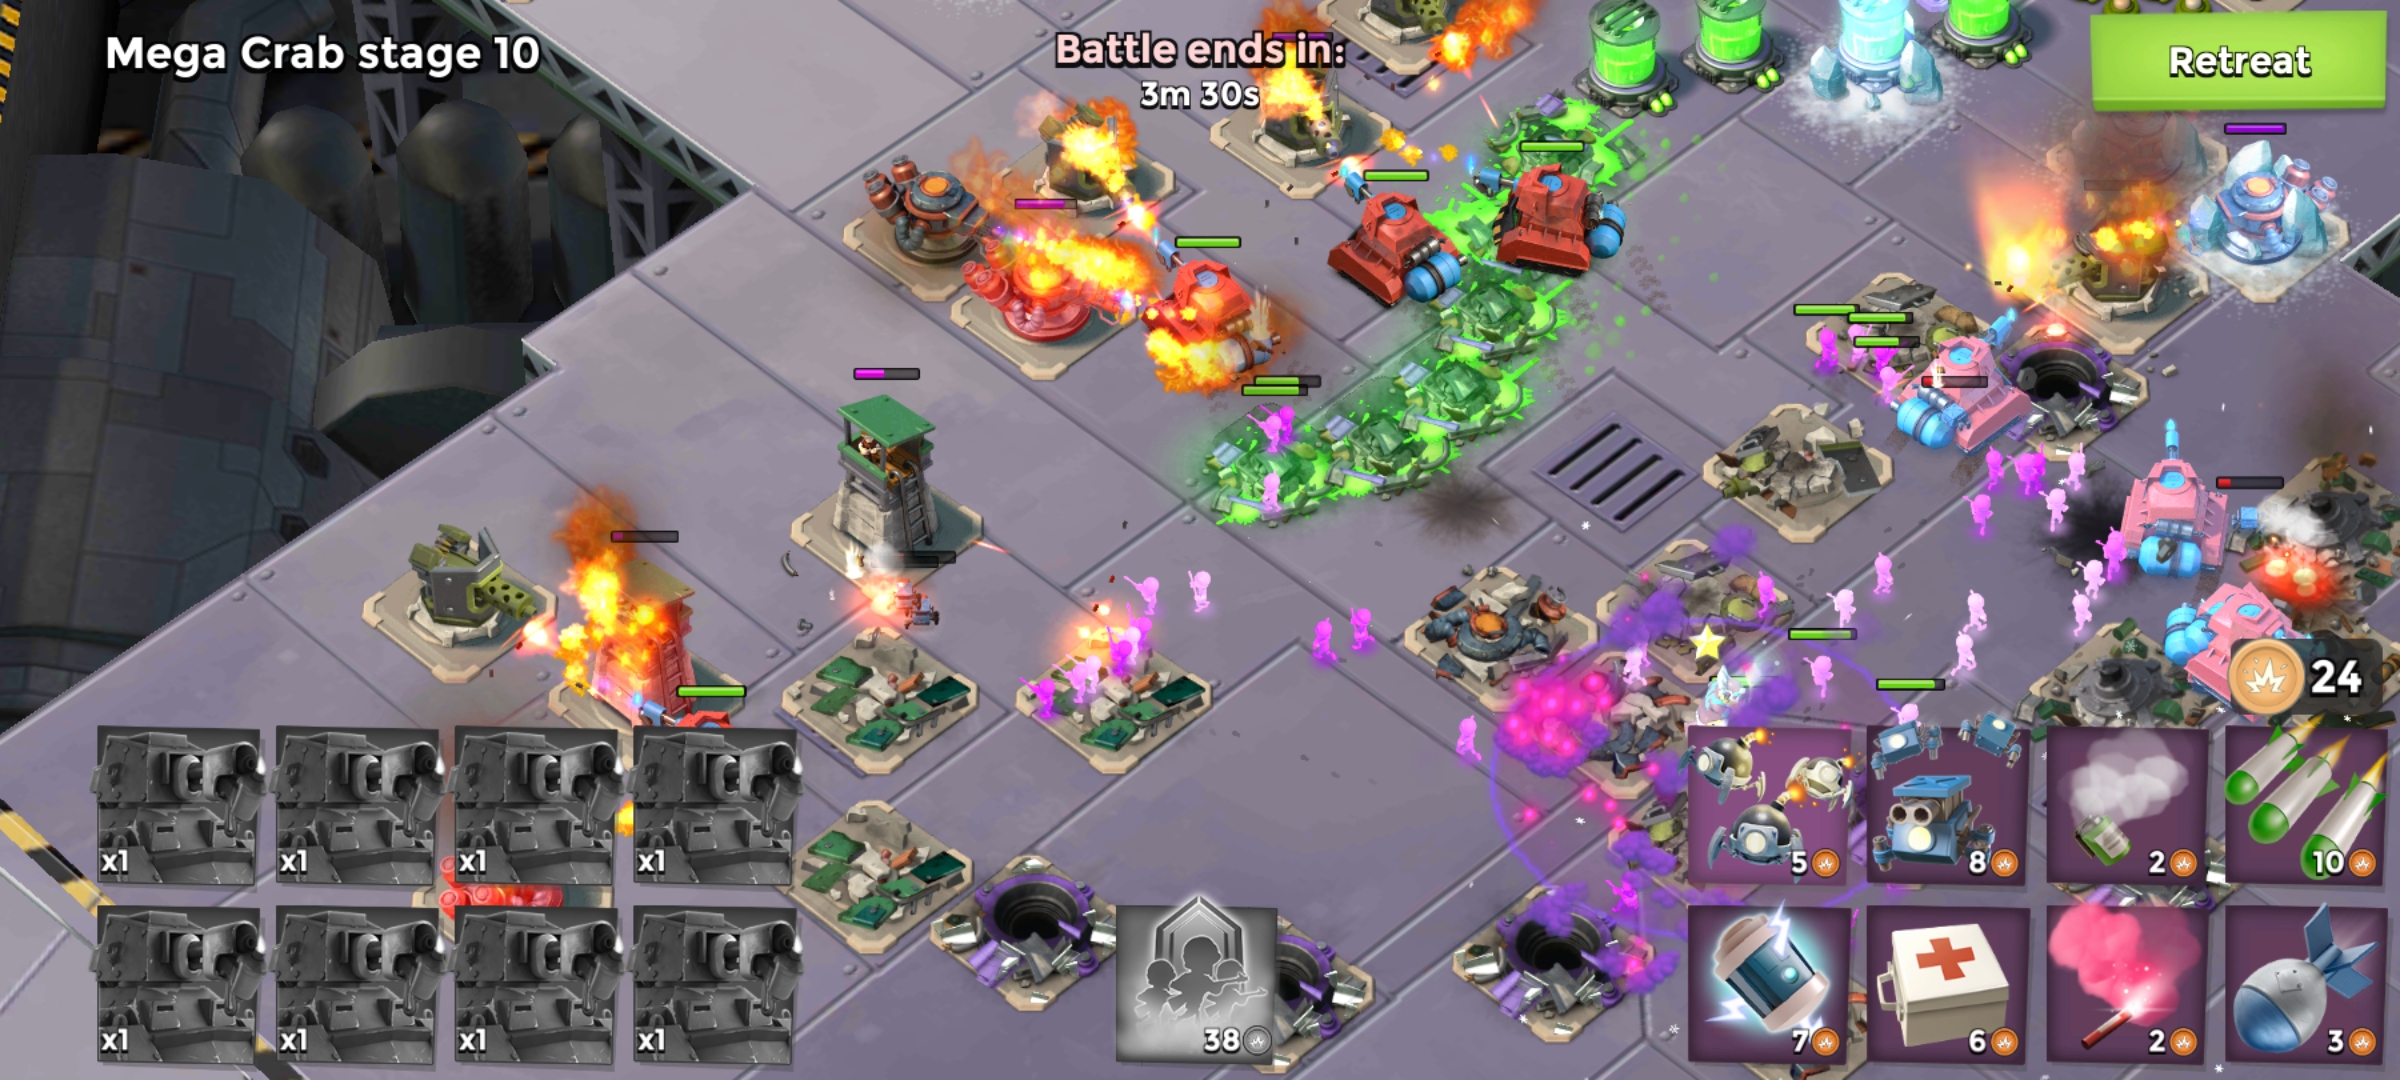 Mega Crab stage 10
Battle ends in:
3m 30s
Retreat
24
x1
x1
x1
x1
5
8
2
10
x1
x1
x1
x1
38
7
6
2
3